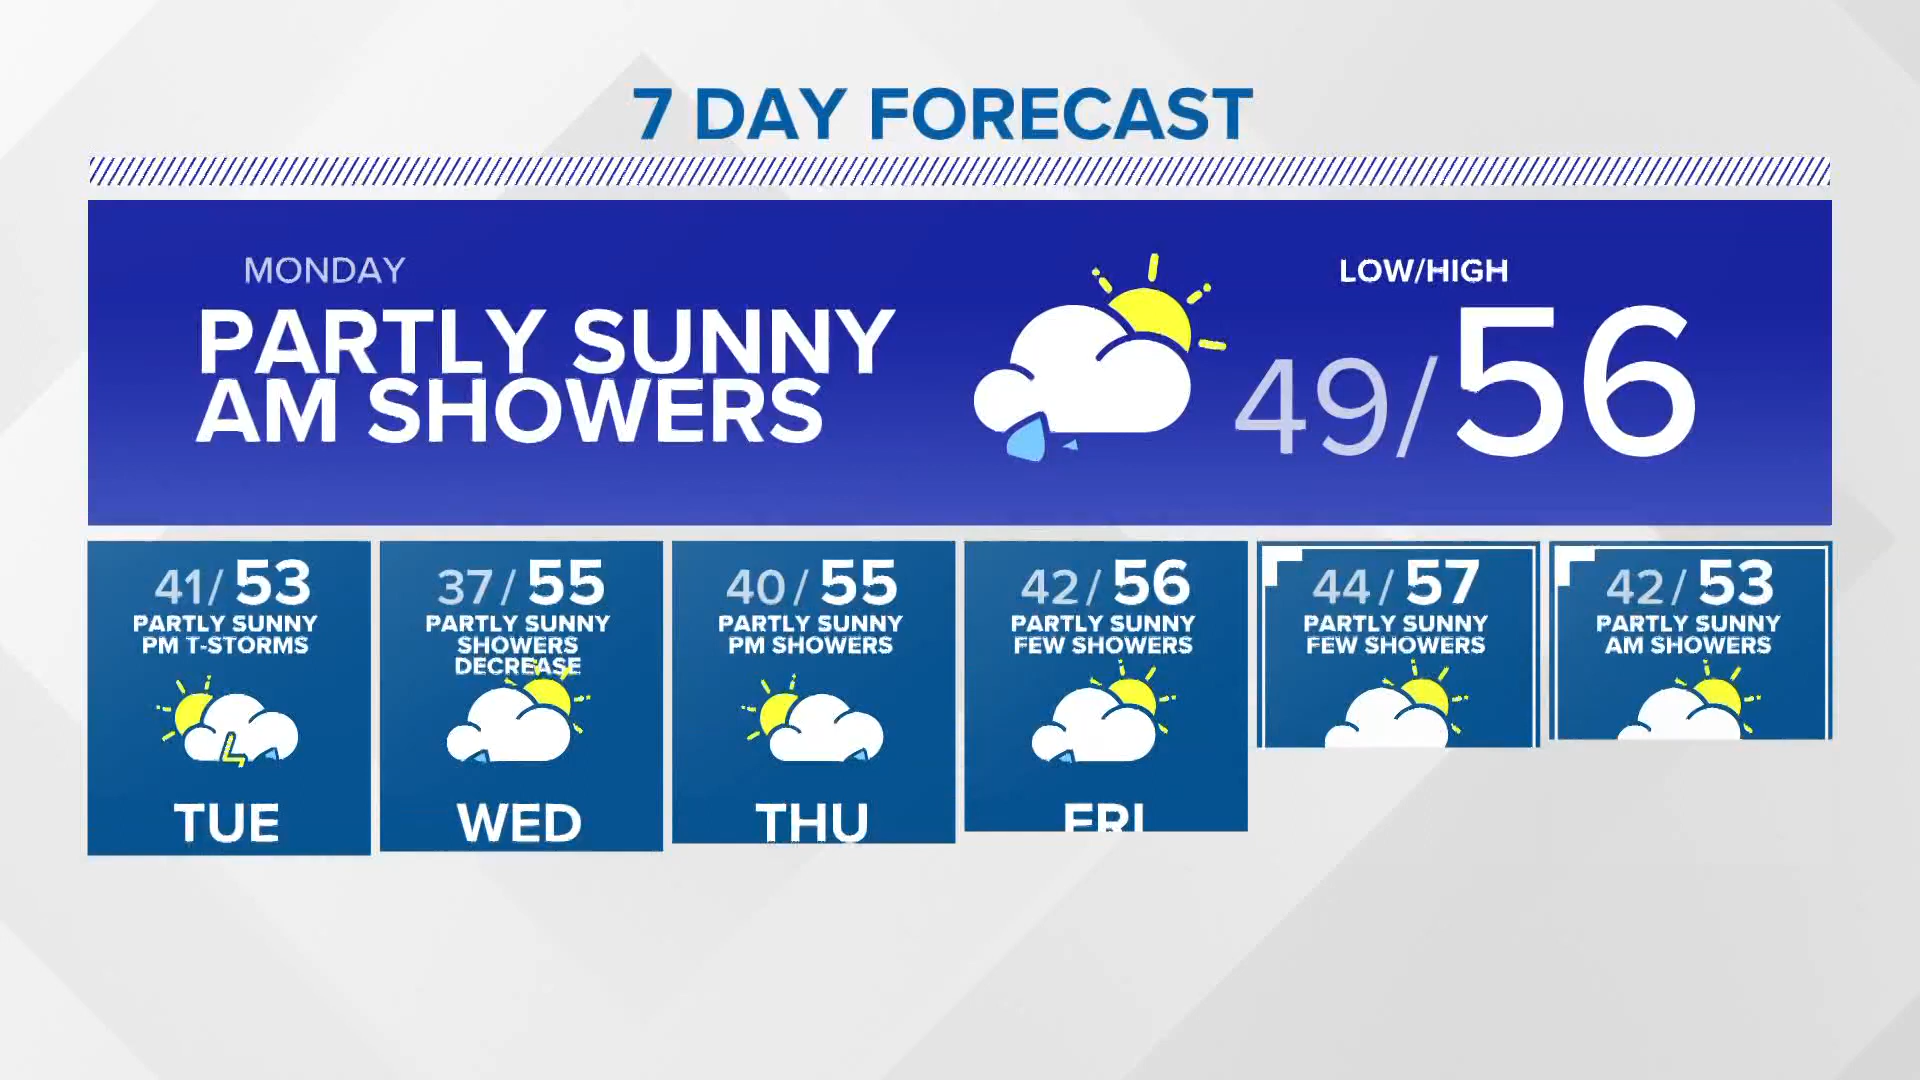 7 DAY FORECAST
MONDAY
PARTLY SUNNY
AM SHOWERS
LOW/HIGH
49/56
41/53
PARTLY SUNNY
PM T-STORMS
TUE
37/55
PARTLY SUNNY
SHOWERS
DECREASE
WED
40/55
PARTLY SUNNY
PM SHOWERS
THU
42/56
PARTLY SUNNY
FEW SHOWERS
FRI
44/57
PARTLY SUNNY
FEW SHOWERS
42/53
PARTLY SUNNY
AM SHOWERS